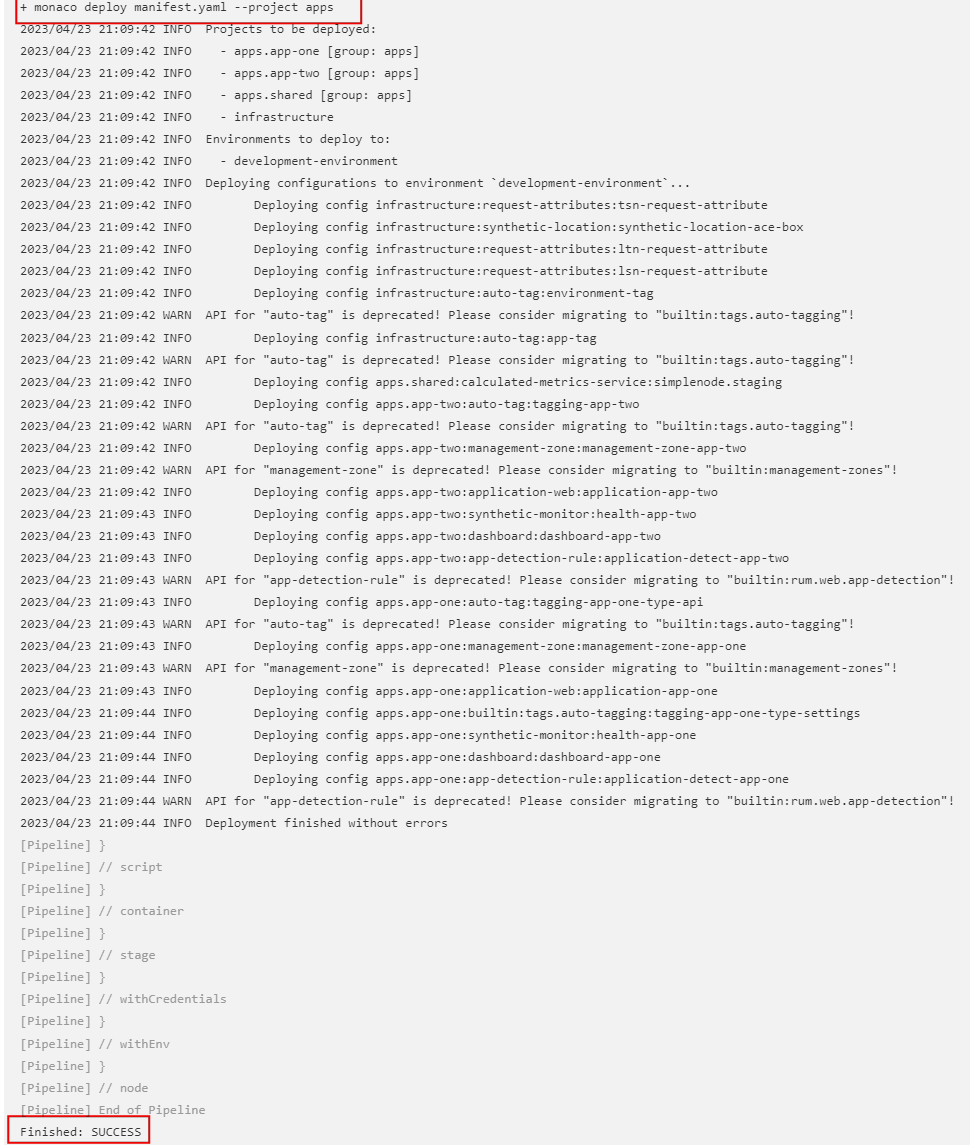 + monaco deploy manifest.yaml --project apps
2023/04/23 21:09:42 INFO  Projects to be deployed:
2023/04/23 21:09:42 INFO    - apps.app-one [group: apps]
2023/04/23 21:09:42 INFO    - apps.app-two [group: apps]
2023/04/23 21:09:42 INFO    - apps.shared [group: apps]
2023/04/23 21:09:42 INFO    - infrastructure
2023/04/23 21:09:42 INFO  Environments to deploy to:
2023/04/23 21:09:42 INFO    - development-environment
2023/04/23 21:09:42 INFO  Deploying configurations to environment `development-environment`...
2023/04/23 21:09:42 INFO  	Deploying config infrastructure:request-attributes:tsn-request-attribute
2023/04/23 21:09:42 INFO  	Deploying config infrastructure:synthetic-location:synthetic-location-ace-box
2023/04/23 21:09:42 INFO  	Deploying config infrastructure:request-attributes:ltn-request-attribute
2023/04/23 21:09:42 INFO  	Deploying config infrastructure:request-attributes:lsn-request-attribute
2023/04/23 21:09:42 INFO  	Deploying config infrastructure:auto-tag:environment-tag
2023/04/23 21:09:42 WARN  API for "auto-tag" is deprecated! Please consider migrating to "builtin:tags.auto-tagging"!
2023/04/23 21:09:42 INFO  	Deploying config infrastructure:auto-tag:app-tag
2023/04/23 21:09:42 WARN  API for "auto-tag" is deprecated! Please consider migrating to "builtin:tags.auto-tagging"!
2023/04/23 21:09:42 INFO  	Deploying config apps.shared:calculated-metrics-service:simplenode.staging
2023/04/23 21:09:42 INFO  	Deploying config apps.app-two:auto-tag:tagging-app-two
2023/04/23 21:09:42 WARN  API for "auto-tag" is deprecated! Please consider migrating to "builtin:tags.auto-tagging"!
2023/04/23 21:09:42 INFO  	Deploying config apps.app-two:management-zone:management-zone-app-two
2023/04/23 21:09:42 WARN  API for "management-zone" is deprecated! Please consider migrating to "builtin:management-zones"!
2023/04/23 21:09:42 INFO  	Deploying config apps.app-two:application-web:application-app-two
2023/04/23 21:09:43 INFO  	Deploying config apps.app-two:synthetic-monitor:health-app-two
2023/04/23 21:09:43 INFO  	Deploying config apps.app-two:dashboard:dashboard-app-two
2023/04/23 21:09:43 INFO  	Deploying config apps.app-two:app-detection-rule:application-detect-app-two
2023/04/23 21:09:43 WARN  API for "app-detection-rule" is deprecated! Please consider migrating to "builtin:rum.web.app-detection"!
2023/04/23 21:09:43 INFO  	Deploying config apps.app-one:auto-tag:tagging-app-one-type-api
2023/04/23 21:09:43 WARN  API for "auto-tag" is deprecated! Please consider migrating to "builtin:tags.auto-tagging"!
2023/04/23 21:09:43 INFO  	Deploying config apps.app-one:management-zone:management-zone-app-one
2023/04/23 21:09:43 WARN  API for "management-zone" is deprecated! Please consider migrating to "builtin:management-zones"!
2023/04/23 21:09:43 INFO  	Deploying config apps.app-one:application-web:application-app-one
2023/04/23 21:09:44 INFO  	Deploying config apps.app-one:builtin:tags.auto-tagging:tagging-app-one-type-settings
2023/04/23 21:09:44 INFO  	Deploying config apps.app-one:synthetic-monitor:health-app-one
2023/04/23 21:09:44 INFO  	Deploying config apps.app-one:dashboard:dashboard-app-one
2023/04/23 21:09:44 INFO  	Deploying config apps.app-one:app-detection-rule:application-detect-app-one
2023/04/23 21:09:44 WARN  API for "app-detection-rule" is deprecated! Please consider migrating to "builtin:rum.web.app-detection"!
2023/04/23 21:09:44 INFO  Deployment finished without errors
[Pipeline] }
[Pipeline] // script
[Pipeline] }
[Pipeline] // container
[Pipeline] }
[Pipeline] // stage
[Pipeline] }
[Pipeline] // withCredentials
[Pipeline] }
[Pipeline] // withEnv
[Pipeline] }
[Pipeline] // node
[Pipeline] End of Pipeline
Finished: SUCCESS